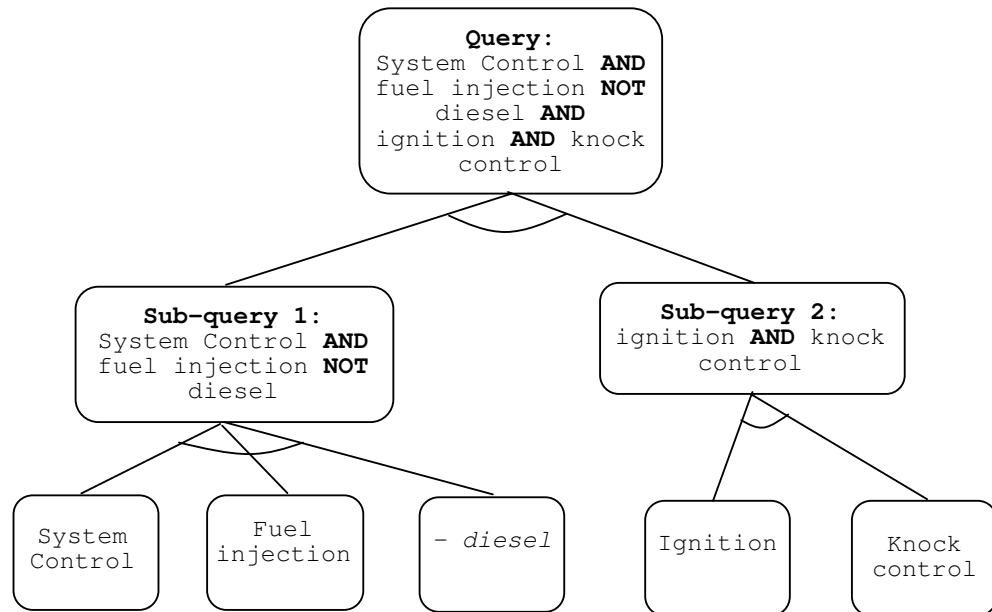 Query:
System Control AND
fuel injection NOT
diesel AND
ignition AND knock
control
Sub-query 1:
System Control AND
fuel injection NOT
diesel
Sub-query 2:
ignition AND knock
control
System
Control
Fuel
injection
- diesel
Ignition
Knock
control